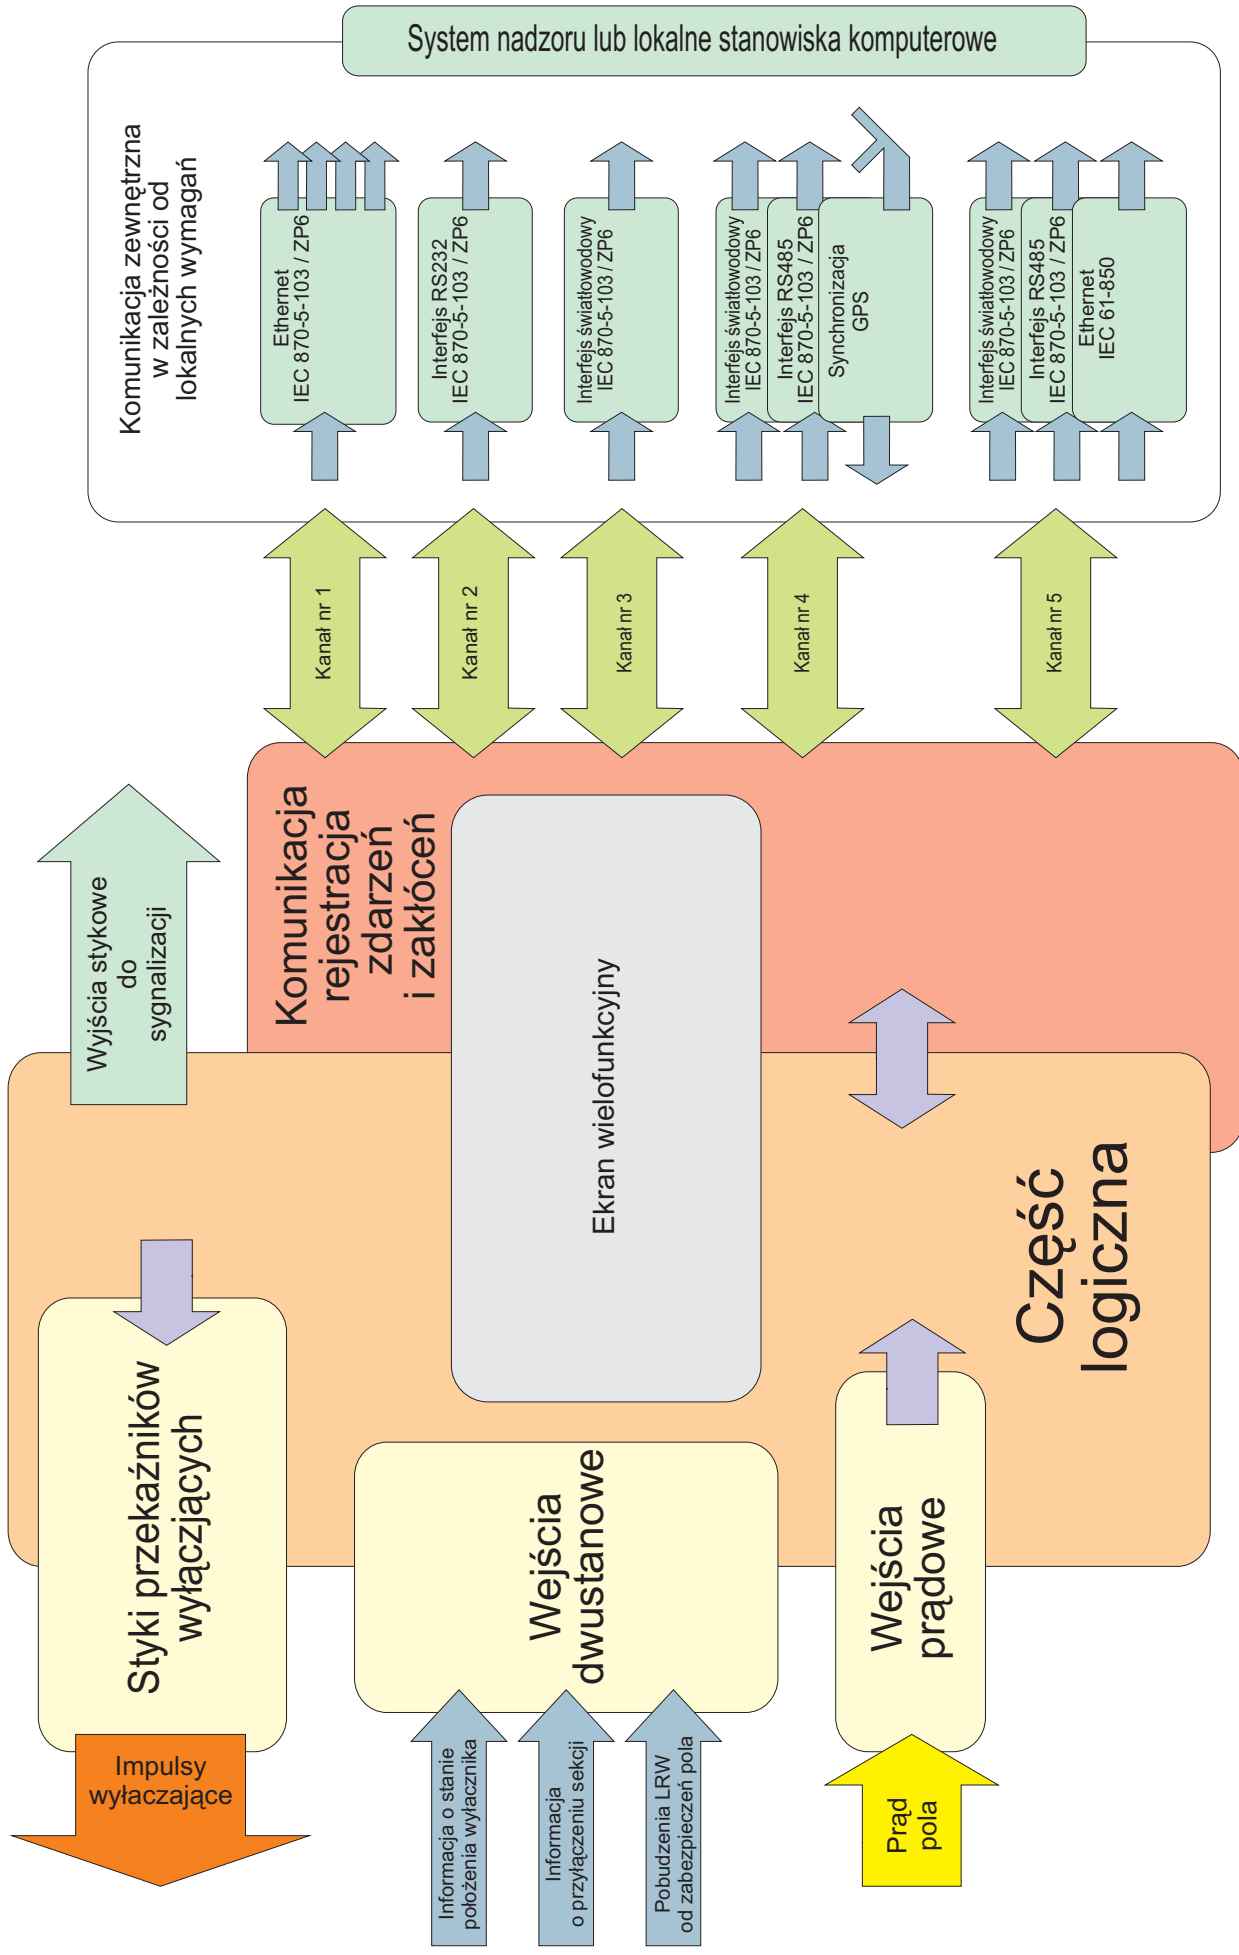 System nadzoru lub lokalne stanowiska komputerowe
Komunikacja zewnętrzna
w zależności od
lokalnych wymagań
Ethernet
IEC 870-5-103 / ZP6
Interfejs RS232
IEC 870-5-103 / ZP6
Interfejs światłowodowy
IEC 870-5-103 / ZP6
Interfejs światłowodowy
IEC 870-5-103 / ZP6
Interfejs RS485
IEC 870-5-103 / ZP6
Synchronizacja
GPS
Interfejs światłowodowy
IEC 870-5-103 / ZP6
Interfejs RS485
IEC 870-5-103 / ZP6
Ethernet
IEC 61-850
Kanał nr 1
Kanał nr 2
Kanał nr 3
Kanał nr 4
Kanał nr 5
Wyjścia stykowe
do
sygnalizacji
Komunikacja
rejestracja
zdarzeń
i zakłóceń
Ekran wielofunkcyjny
Część
logiczna
Styki przekaźników
wyłączjących
Wejścia
dwustanowe
Wejścia
prądowe
Impulsy
wyłaczające
Informacja o stanie
położenia wyłacznika
Informacja
o przyłączeniu sekcji
Pobudzenia LRW
od zabezpieczeń pola
Prąd
pola